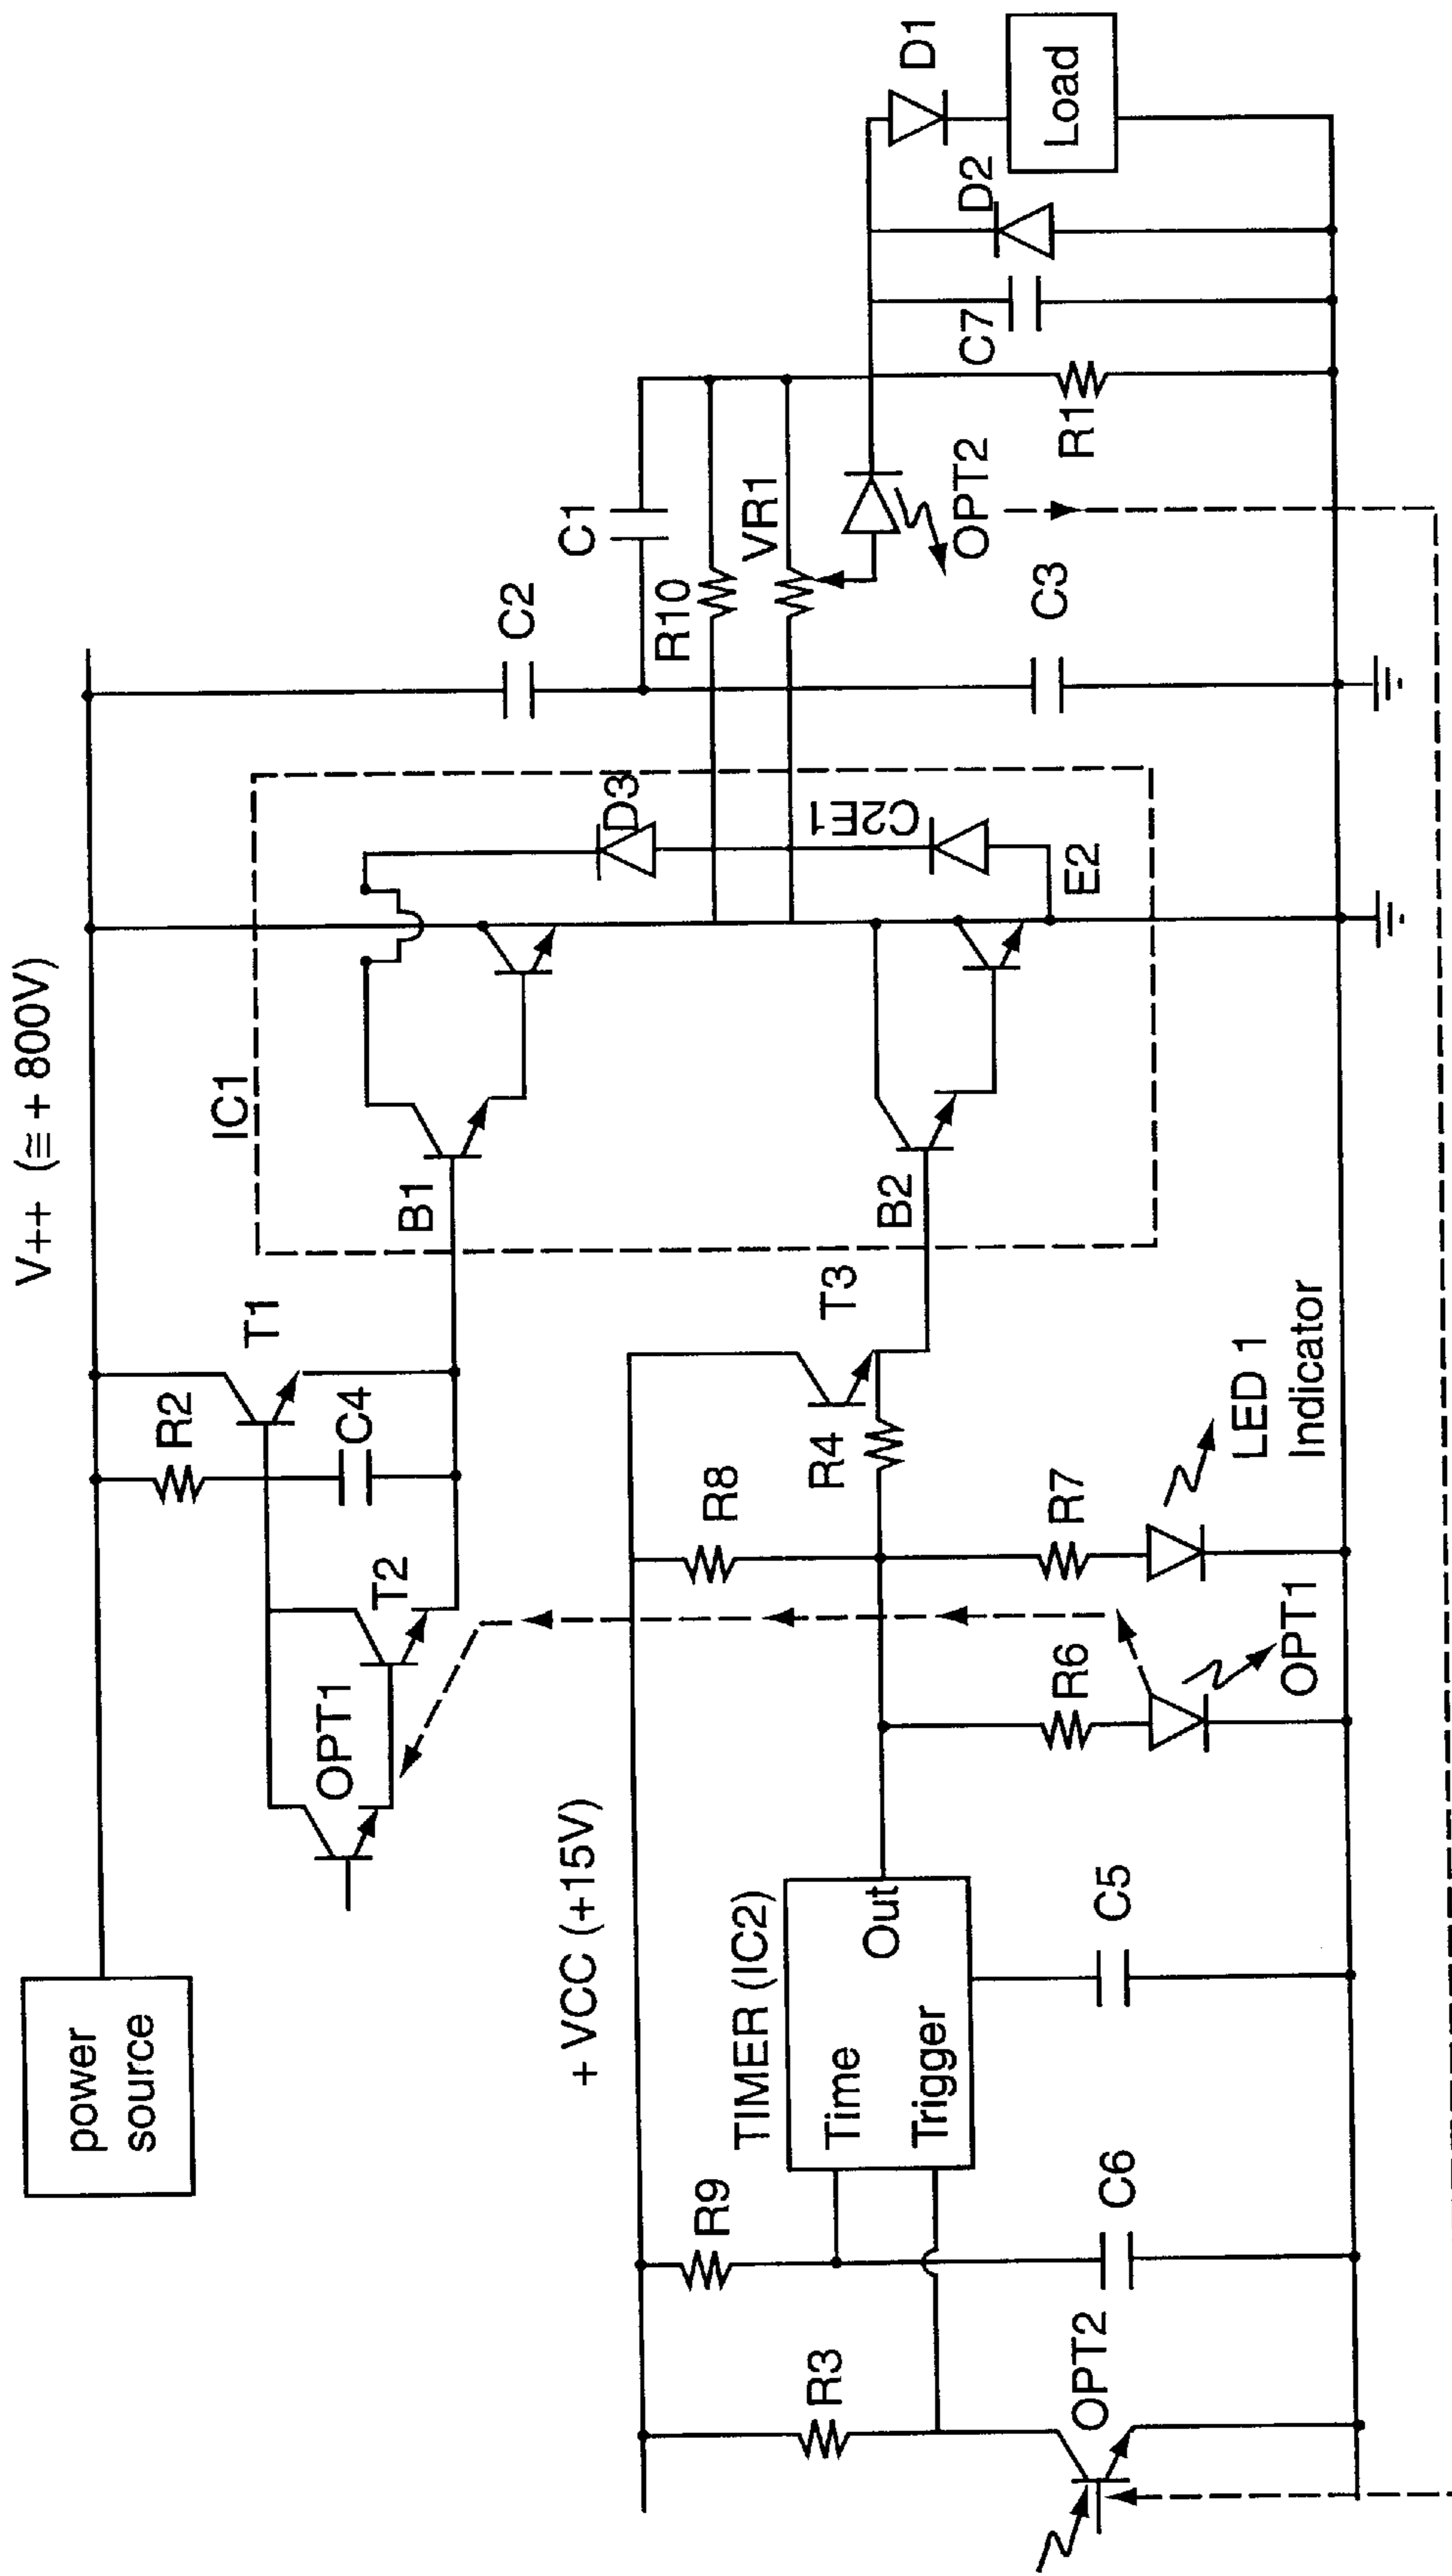 V++ (≅ + 800V)
power
source
R2
T1
C4
T2
OPT1
IC1
B1
D3
C2E1
E2
B2
C2
C1
R10
VR1
OPT2
C3
C7
R1
D2
D1
Load
+ VCC (+15V)
TIMER (IC2)
Time
Trigger
Out
R9
R3
C6
C5
OPT2
R8
R4
T3
R6
R7
OPT1
LED 1
Indicator